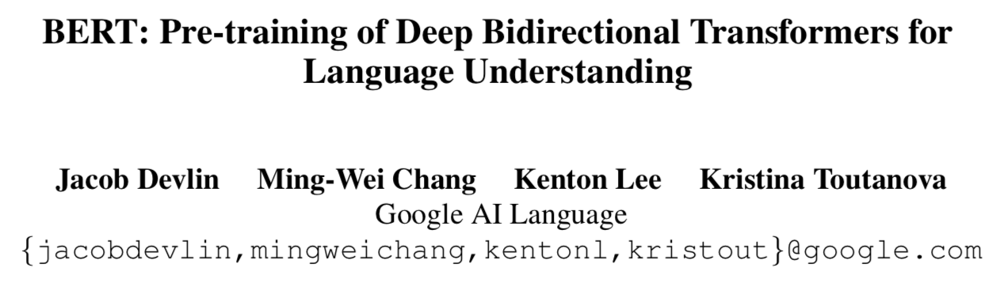 BERT: Pre-training of Deep Bidirectional Transformers for
Language Understanding
Jacob Devlin Ming-Wei Chang Kenton Lee Kristina Toutanova
Google AI Language
{jacobdevlin,mingweichang,kentonl,kristout}@google.com